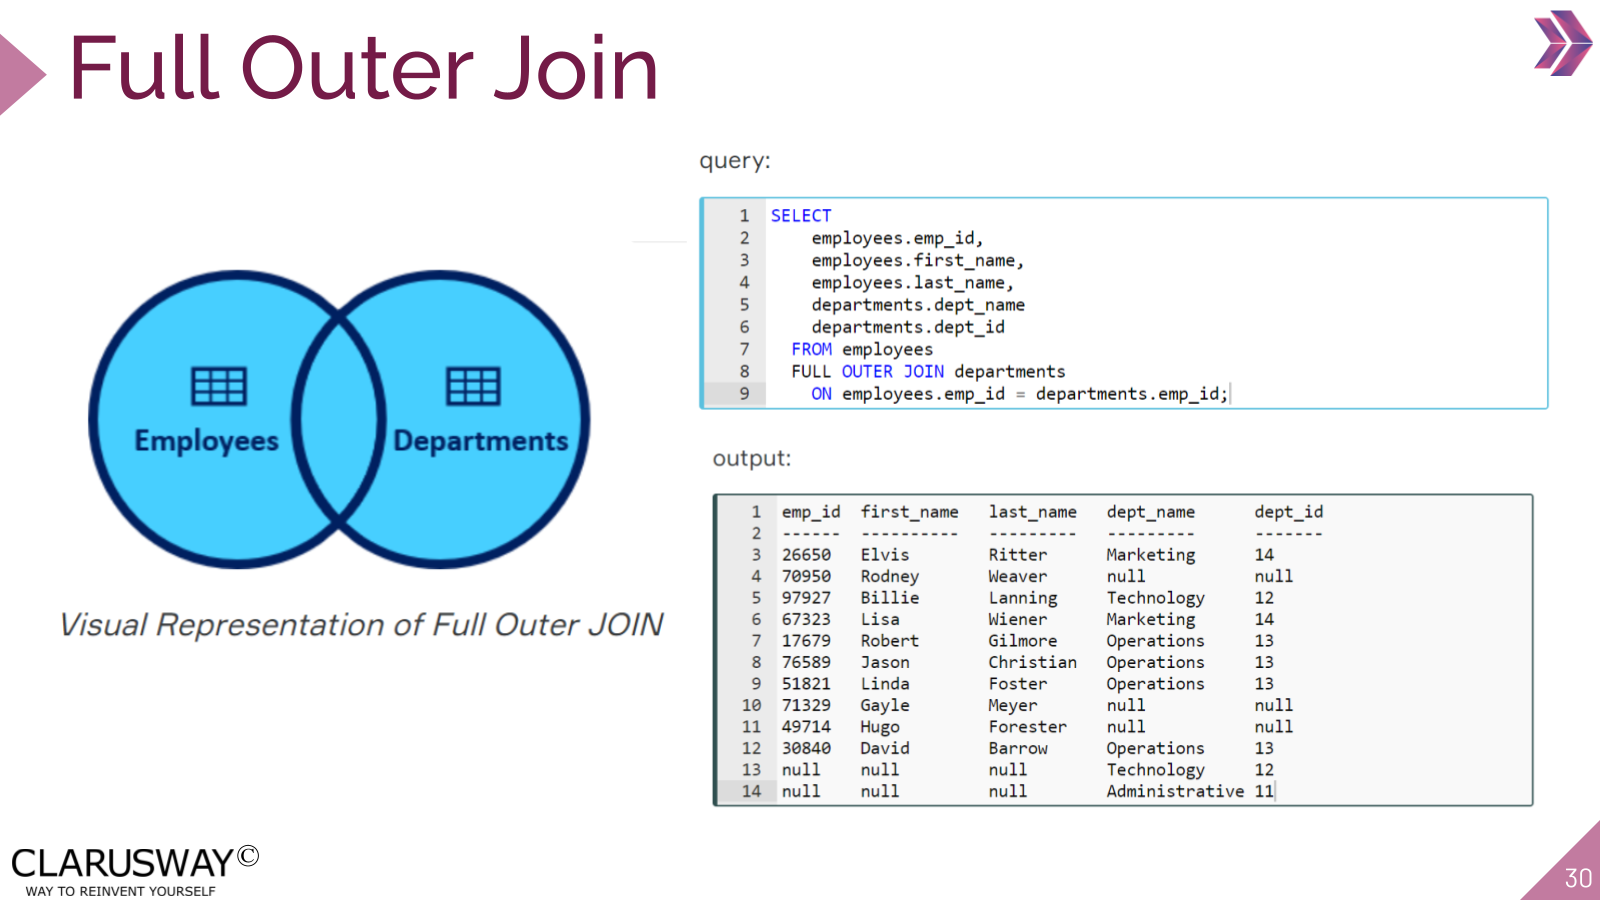 Full Outer Join
Employees
Departments
Visual Representation of Full Outer JOIN
query:
1 SELECT
2 employees.emp_id,
3 employees.first_name,
4 employees.last_name,
5 departments.dept_name
6 departments.dept_id
7 FROM employees
8 FULL OUTER JOIN departments
9 ON employees.emp_id = departments.emp_id;
output:
1 emp_id first_name last_name dept_name dept_id
2 ------ ---------- --------- --------- -------
3 26650 Elvis Ritter Marketing 14
4 70950 Rodney Weaver null null
5 97927 Billie Lanning Technology 12
6 67323 Lisa Wiener Marketing 14
7 17679 Robert Gilmore Operations 13
8 76589 Jason Christian Operations 13
9 51821 Linda Foster Operations 13
10 71329 Gayle Meyer null null
11 49714 Hugo Forester null null
12 30840 David Barrow Operations 13
13 null null null Technology 12
14 null null null Administrative 11
CLARUSWAY©
WAY TO REINVENT YOURSELF
30